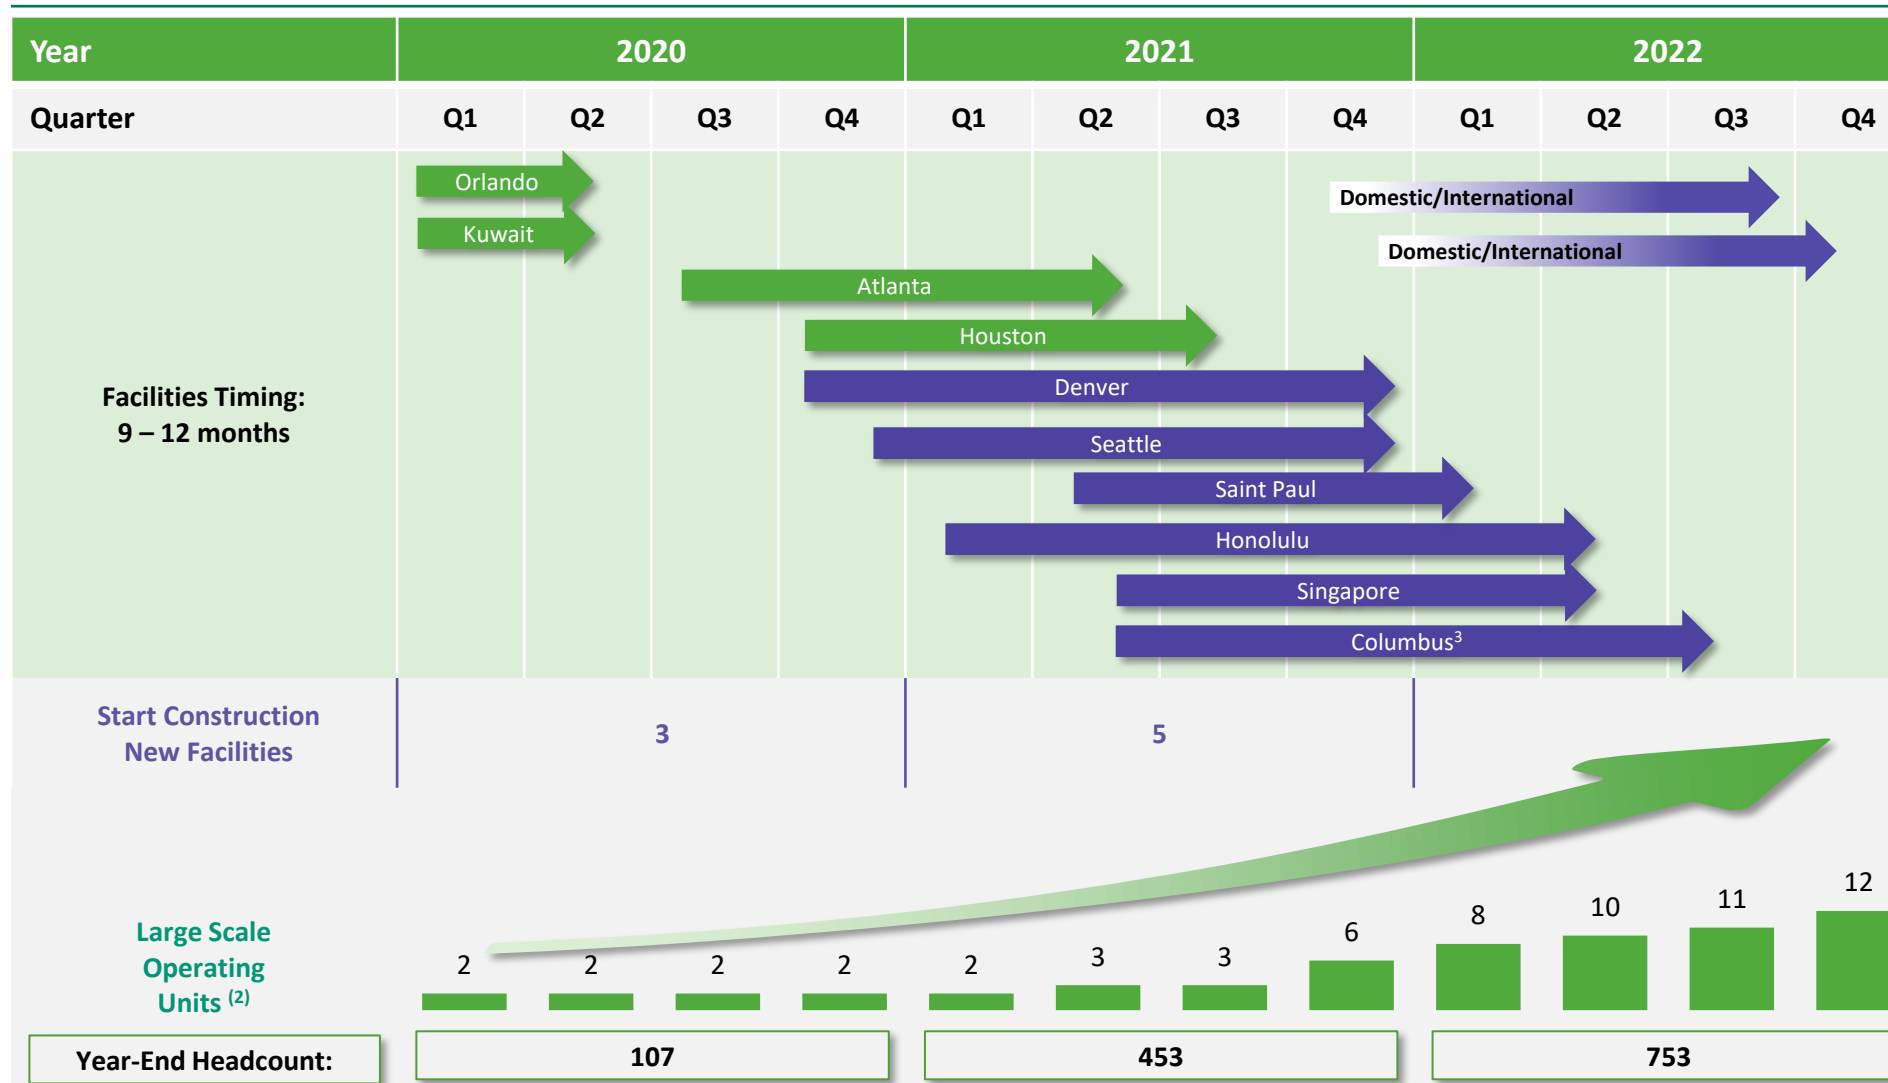 Year 2020 2021 2022
Quarter Q1 Q2 Q3 Q4 Q1 Q2 Q3 Q4 Q1 Q2 Q3 Q4
Orlando
Domestic/International
Kuwait
Domestic/International
Atlanta
Houston
Denver
Facilities Timing:
9 – 12 months
Seattle
Saint Paul
Honolulu
Singapore
Columbus³
Start Construction
New Facilities
3 5
Large Scale
Operating
Units (2)
2 2 2 2 2 3 3 6 8 10 11 12
Year-End Headcount: 107 453 753